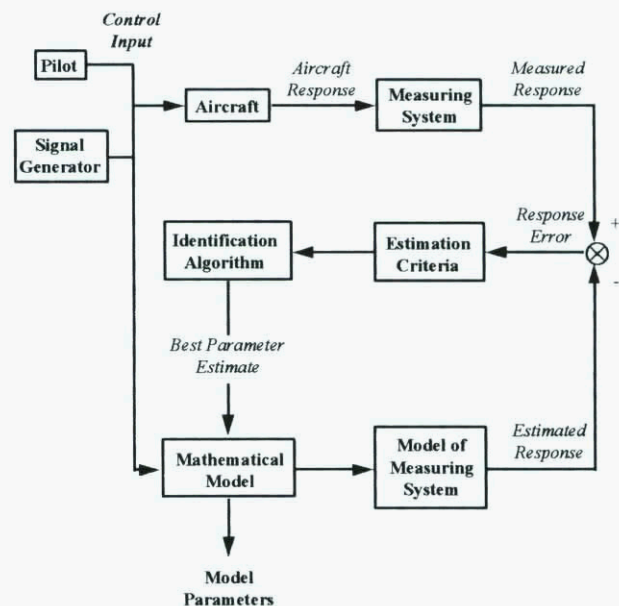 Control
Input
Pilot
Aircraft
Response
Measured
Response
Aircraft
Measuring
System
Signal
Generator
Response
Error
+
Identification
Algorithm
Estimation
Criteria
-
Best Parameter
Estimate
Estimated
Response
Mathematical
Model
Model of
Measuring
System
Model
Parameters